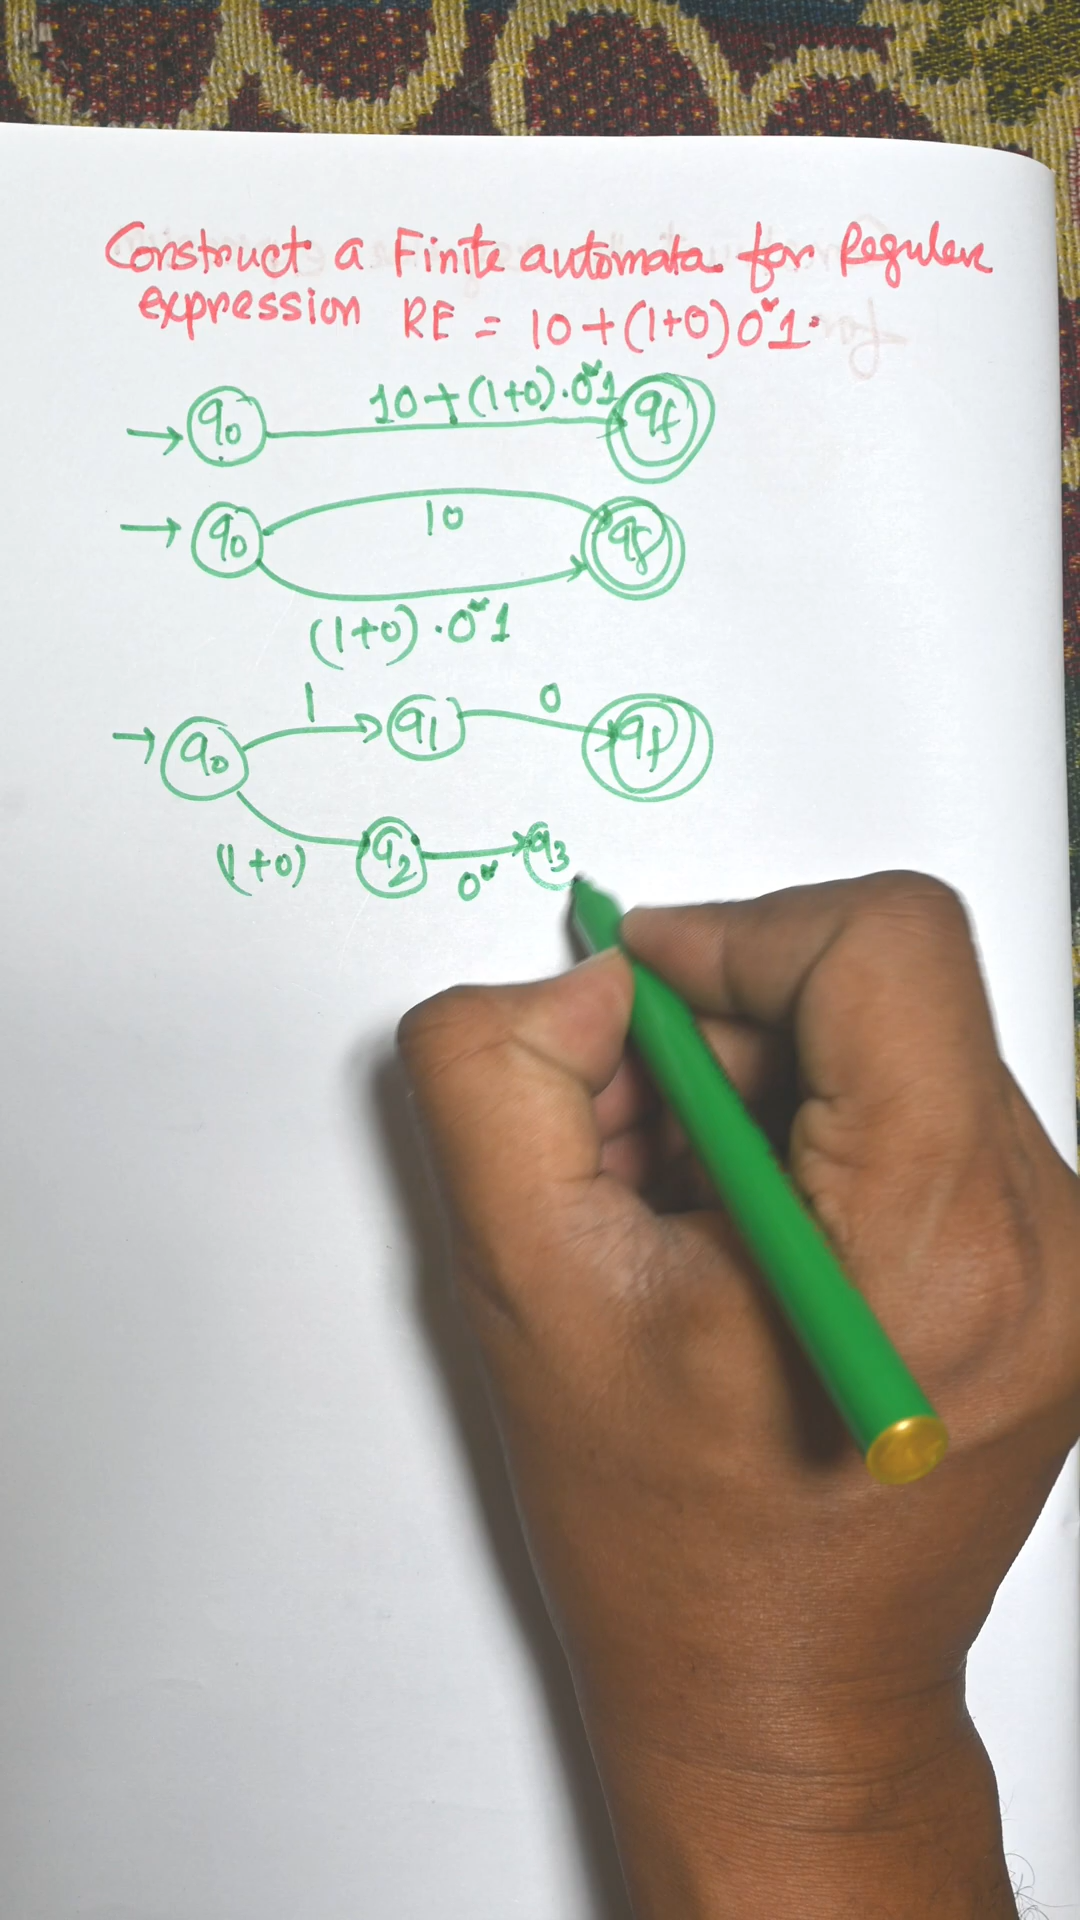 Construct a Finite automata for Regular
expression RE = 10+(1+0)0*1.
10+(1+0).0*1
→ q0 qf
→ q0 10 qf
(1+0).0*1
→ q0 1 q1 0 qf
(1+0) q2 0* q3